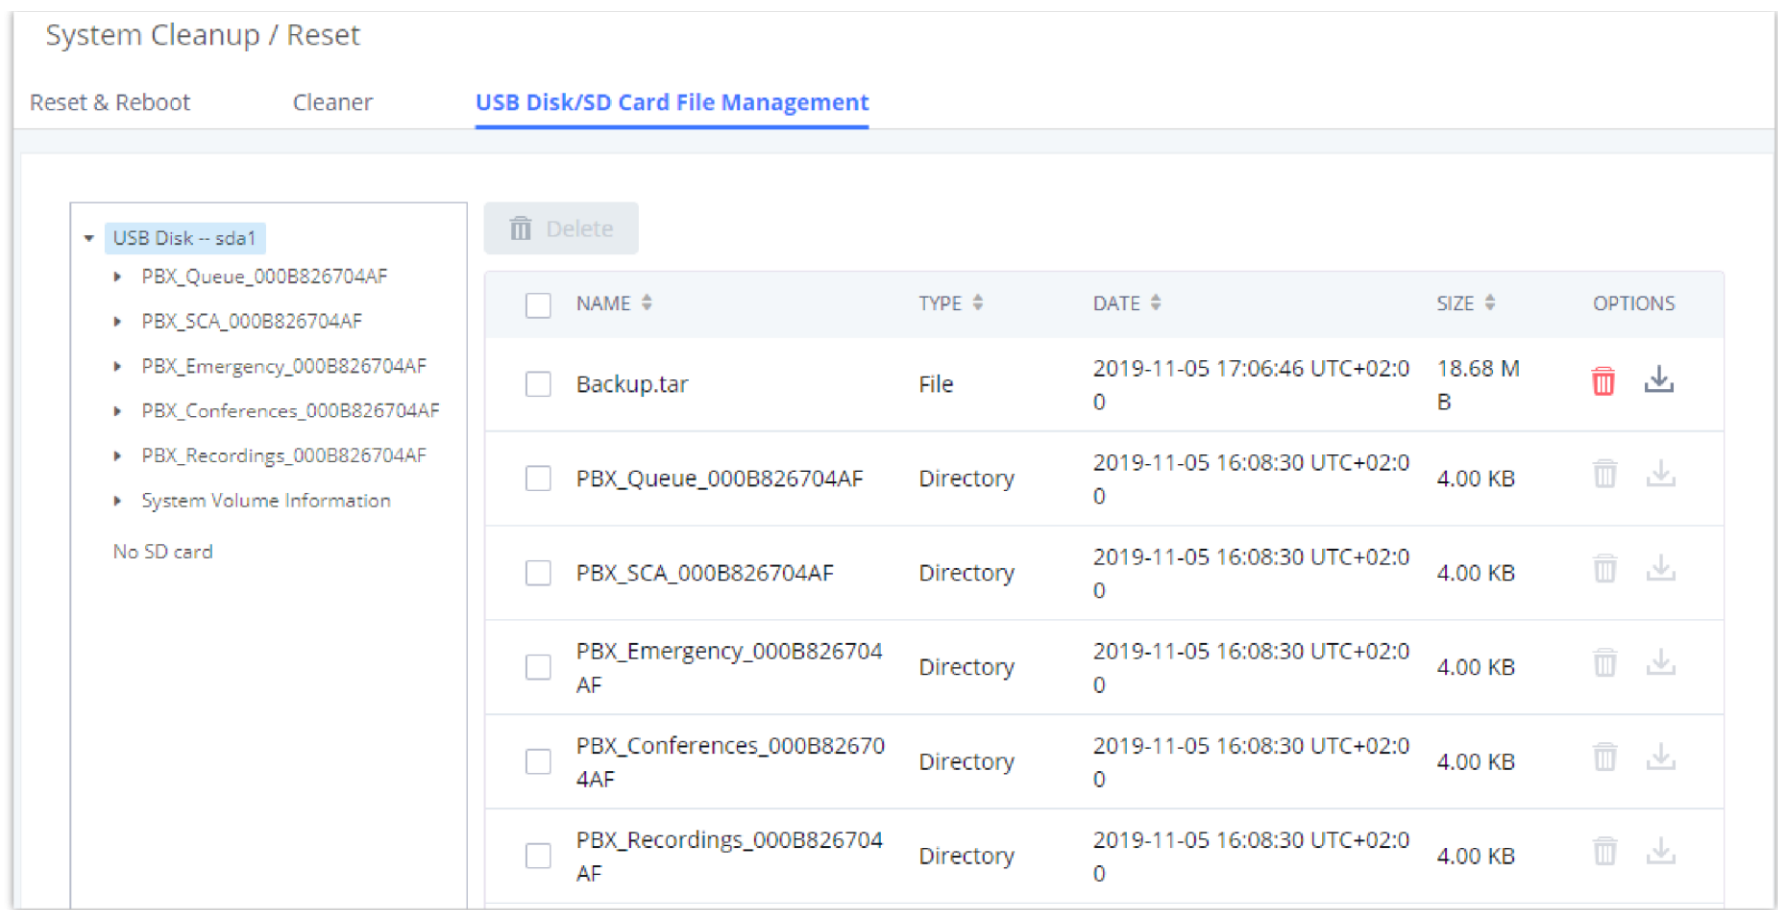 System Cleanup / Reset
Reset & Reboot
Cleaner
USB Disk/SD Card File Management
USB Disk -- sda1
PBX_Queue_000B826704AF
PBX_SCA_000B826704AF
PBX_Emergency_000B826704AF
PBX_Conferences_000B826704AF
PBX_Recordings_000B826704AF
System Volume Information
No SD card
Delete
NAME TYPE DATE SIZE OPTIONS
Backup.tar File 2019-11-05 17:06:46 UTC+02:0 18.68 M
0 B
PBX_Queue_000B826704AF Directory 2019-11-05 16:08:30 UTC+02:0 4.00 KB
0
PBX_SCA_000B826704AF Directory 2019-11-05 16:08:30 UTC+02:0 4.00 KB
0
PBX_Emergency_000B826704 Directory 2019-11-05 16:08:30 UTC+02:0 4.00 KB
AF 0
PBX_Conferences_000B82670 Directory 2019-11-05 16:08:30 UTC+02:0 4.00 KB
4AF 0
PBX_Recordings_000B826704 Directory 2019-11-05 16:08:30 UTC+02:0 4.00 KB
AF 0